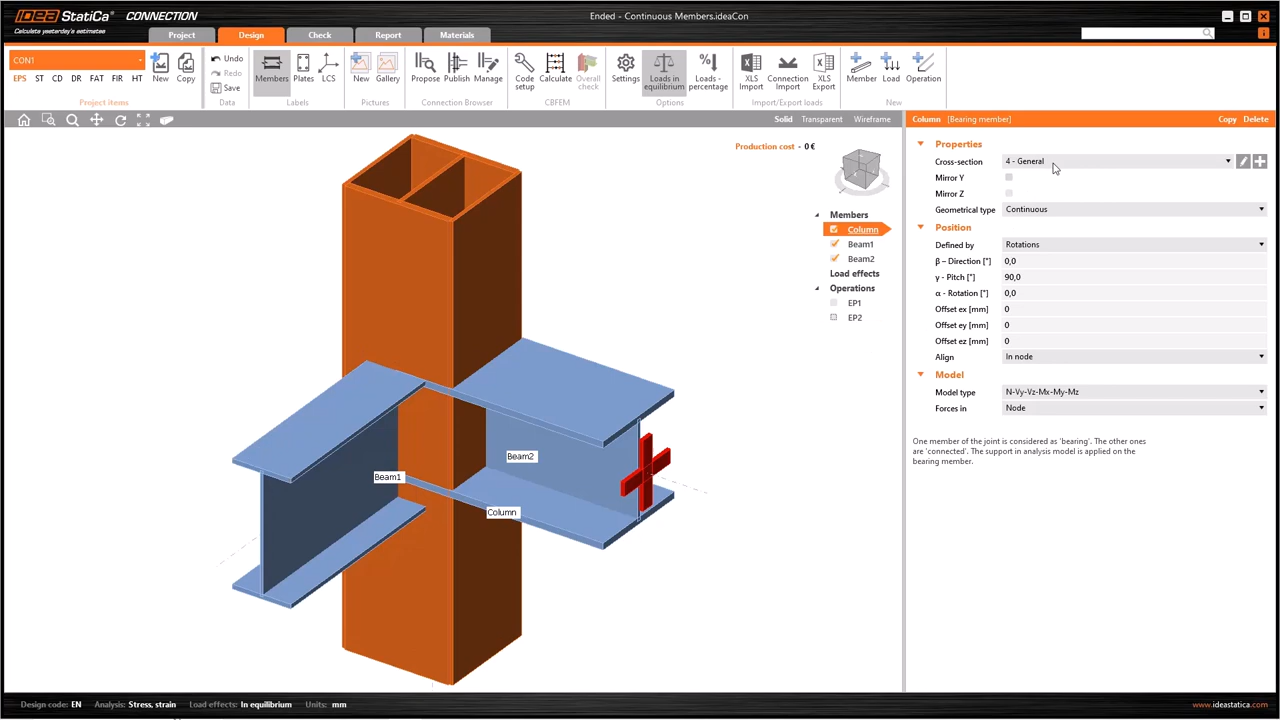 IDEA StatiCa® CONNECTION
Calculate yesterday's estimates
Ended - Continuous Members.ideaCon
Project Design Check Report Materials
CON1
EPS ST CD DR FAT FIR HT
New Copy
Undo
Redo
Save
Members Plates LCS
New Gallery
Propose Publish Manage
Code setup Calculate Overall check
Settings Loads in equilibrium Loads - percentage
XLS Import Connection Import XLS Export
Member Load Operation
Project items Data Labels Pictures Connection Browser CBFEM Options Import/Export loads New
Solid Transparent Wireframe
Production cost - 0 €
Members
Column
Beam1
Beam2
Load effects
Operations
EP1
EP2
Beam1
Beam2
Column
Column [Bearing member] Copy Delete
Properties
Cross-section 4 - General
Mirror Y
Mirror Z
Geometrical type Continuous
Position
Defined by Rotations
β – Direction [°] 0,0
γ - Pitch [°] 90,0
α - Rotation [°] 0,0
Offset ex [mm] 0
Offset ey [mm] 0
Offset ez [mm] 0
Align In node
Model
Model type N-Vy-Vz-Mx-My-Mz
Forces in Node
One member of the joint is considered as 'bearing'. The other ones
are 'connected'. The support in analysis model is applied on the
bearing member.
Design code: EN Analysis: Stress, strain Load effects: In equilibrium Units: mm
www.ideastatica.com